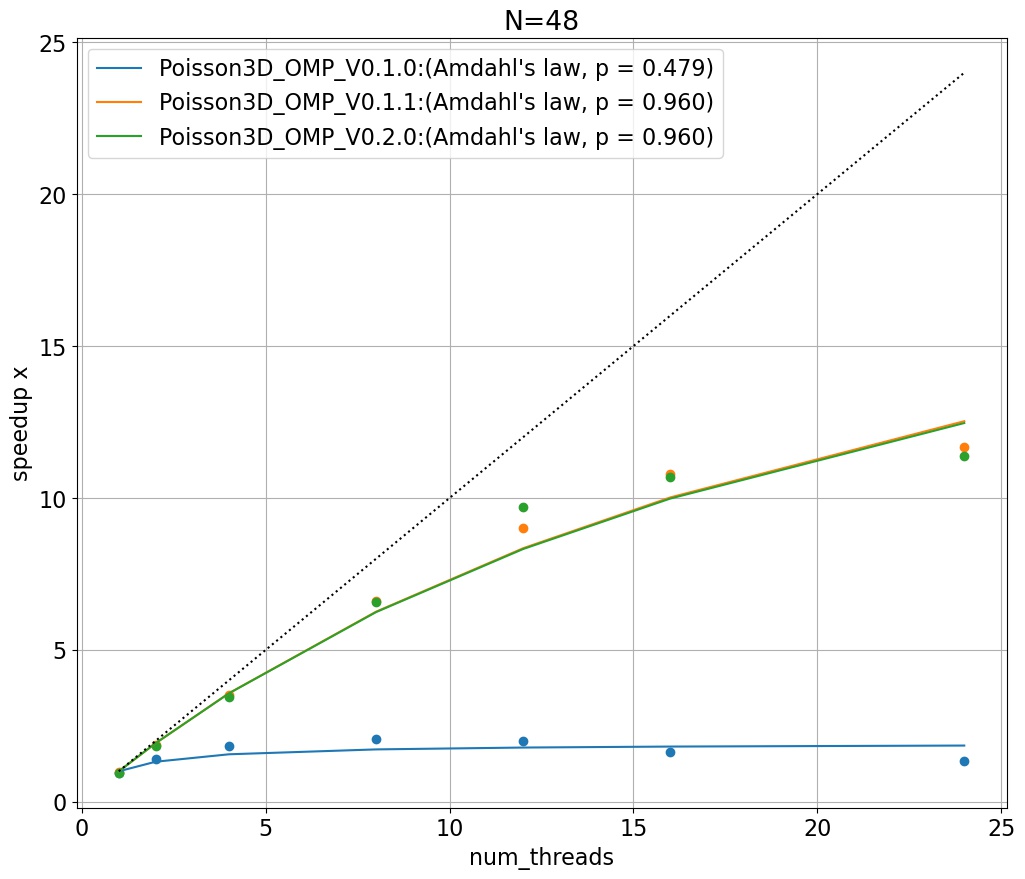 N=48
Poisson3D_OMP_V0.1.0:(Amdahl's law, p = 0.479)
Poisson3D_OMP_V0.1.1:(Amdahl's law, p = 0.960)
Poisson3D_OMP_V0.2.0:(Amdahl's law, p = 0.960)
25
20
15
10
5
0
speedup x
0 5 10 15 20 25
num_threads